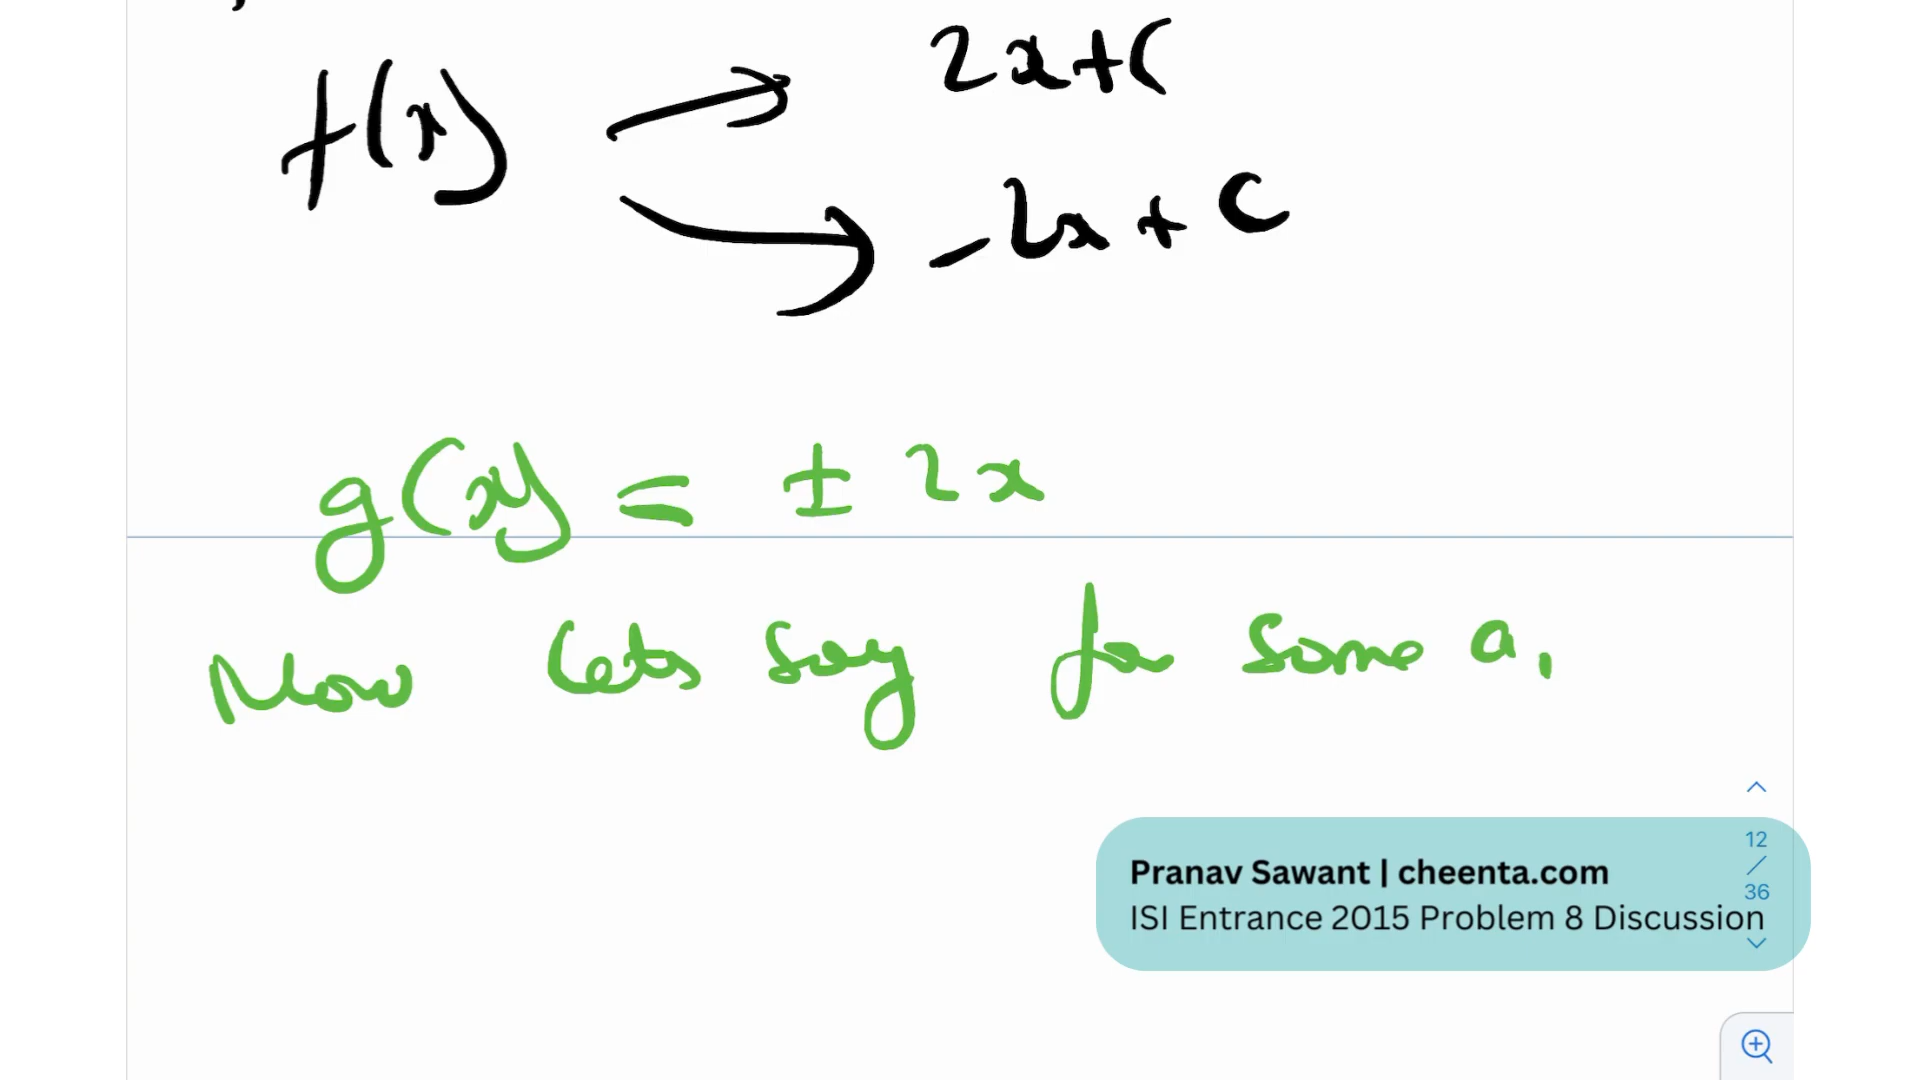 2x+C
f(x)
-2x + C
g(x) = ± 2x
Now lets say for some a,
12
/
36
Pranav Sawant | cheenta.com
ISI Entrance 2015 Problem 8 Discussion